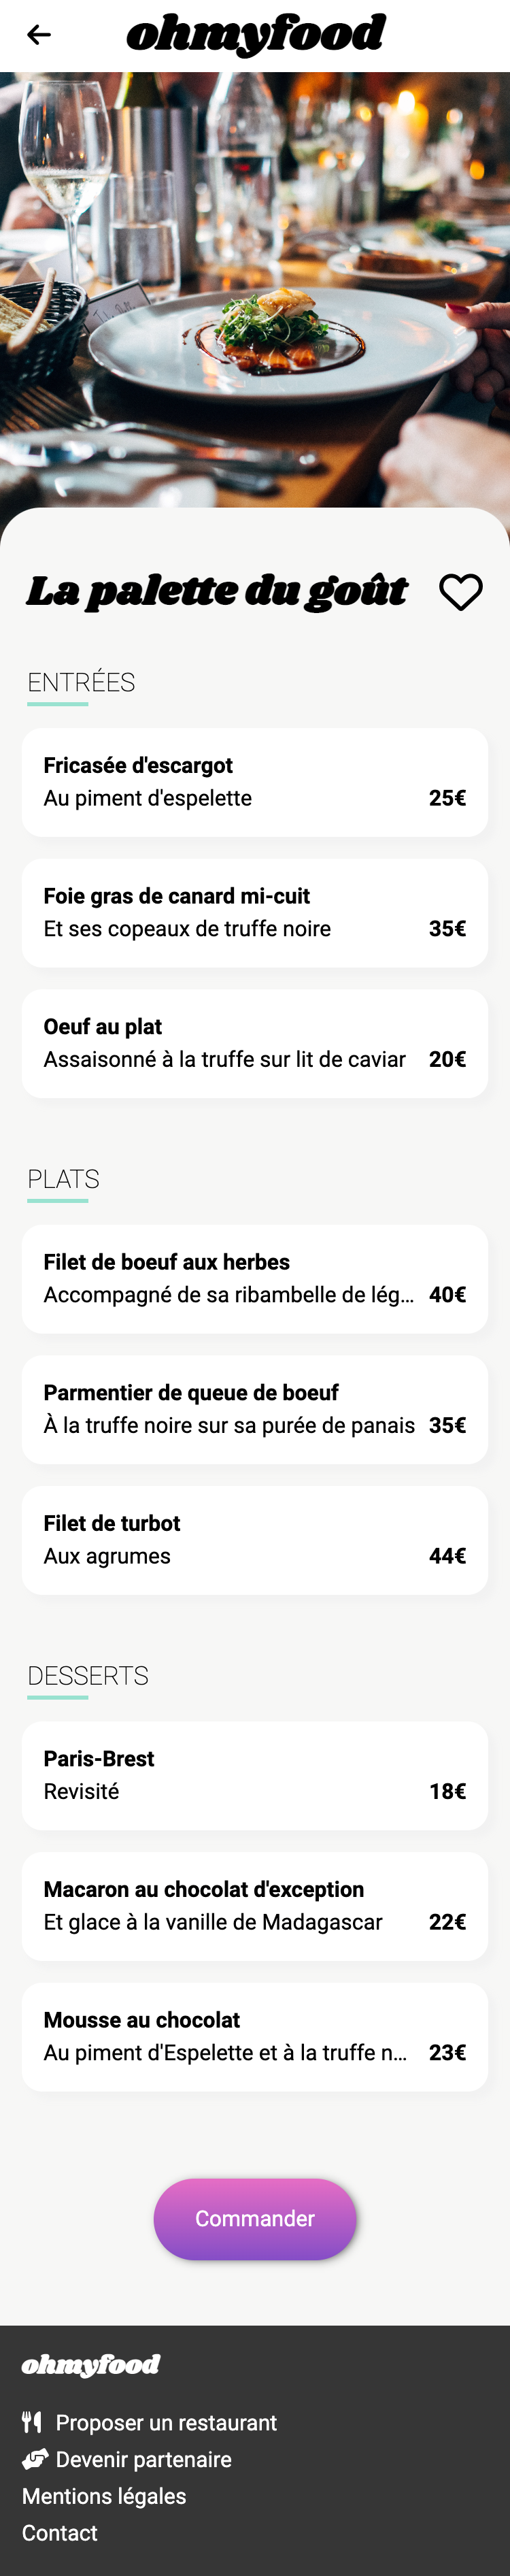 ohmyfood
La palette du goût
ENTRÉES
Fricasée d'escargot
Au piment d'espelette 25€
Foie gras de canard mi-cuit
Et ses copeaux de truffe noire 35€
Oeuf au plat
Assaisonné à la truffe sur lit de caviar 20€
PLATS
Filet de boeuf aux herbes
Accompagné de sa ribambelle de lég... 40€
Parmentier de queue de boeuf
À la truffe noire sur sa purée de panais 35€
Filet de turbot
Aux agrumes 44€
DESSERTS
Paris-Brest
Revisité 18€
Macaron au chocolat d'exception
Et glace à la vanille de Madagascar 22€
Mousse au chocolat
Au piment d'Espelette et à la truffe n... 23€
Commander
ohmyfood
Proposer un restaurant
Devenir partenaire
Mentions légales
Contact